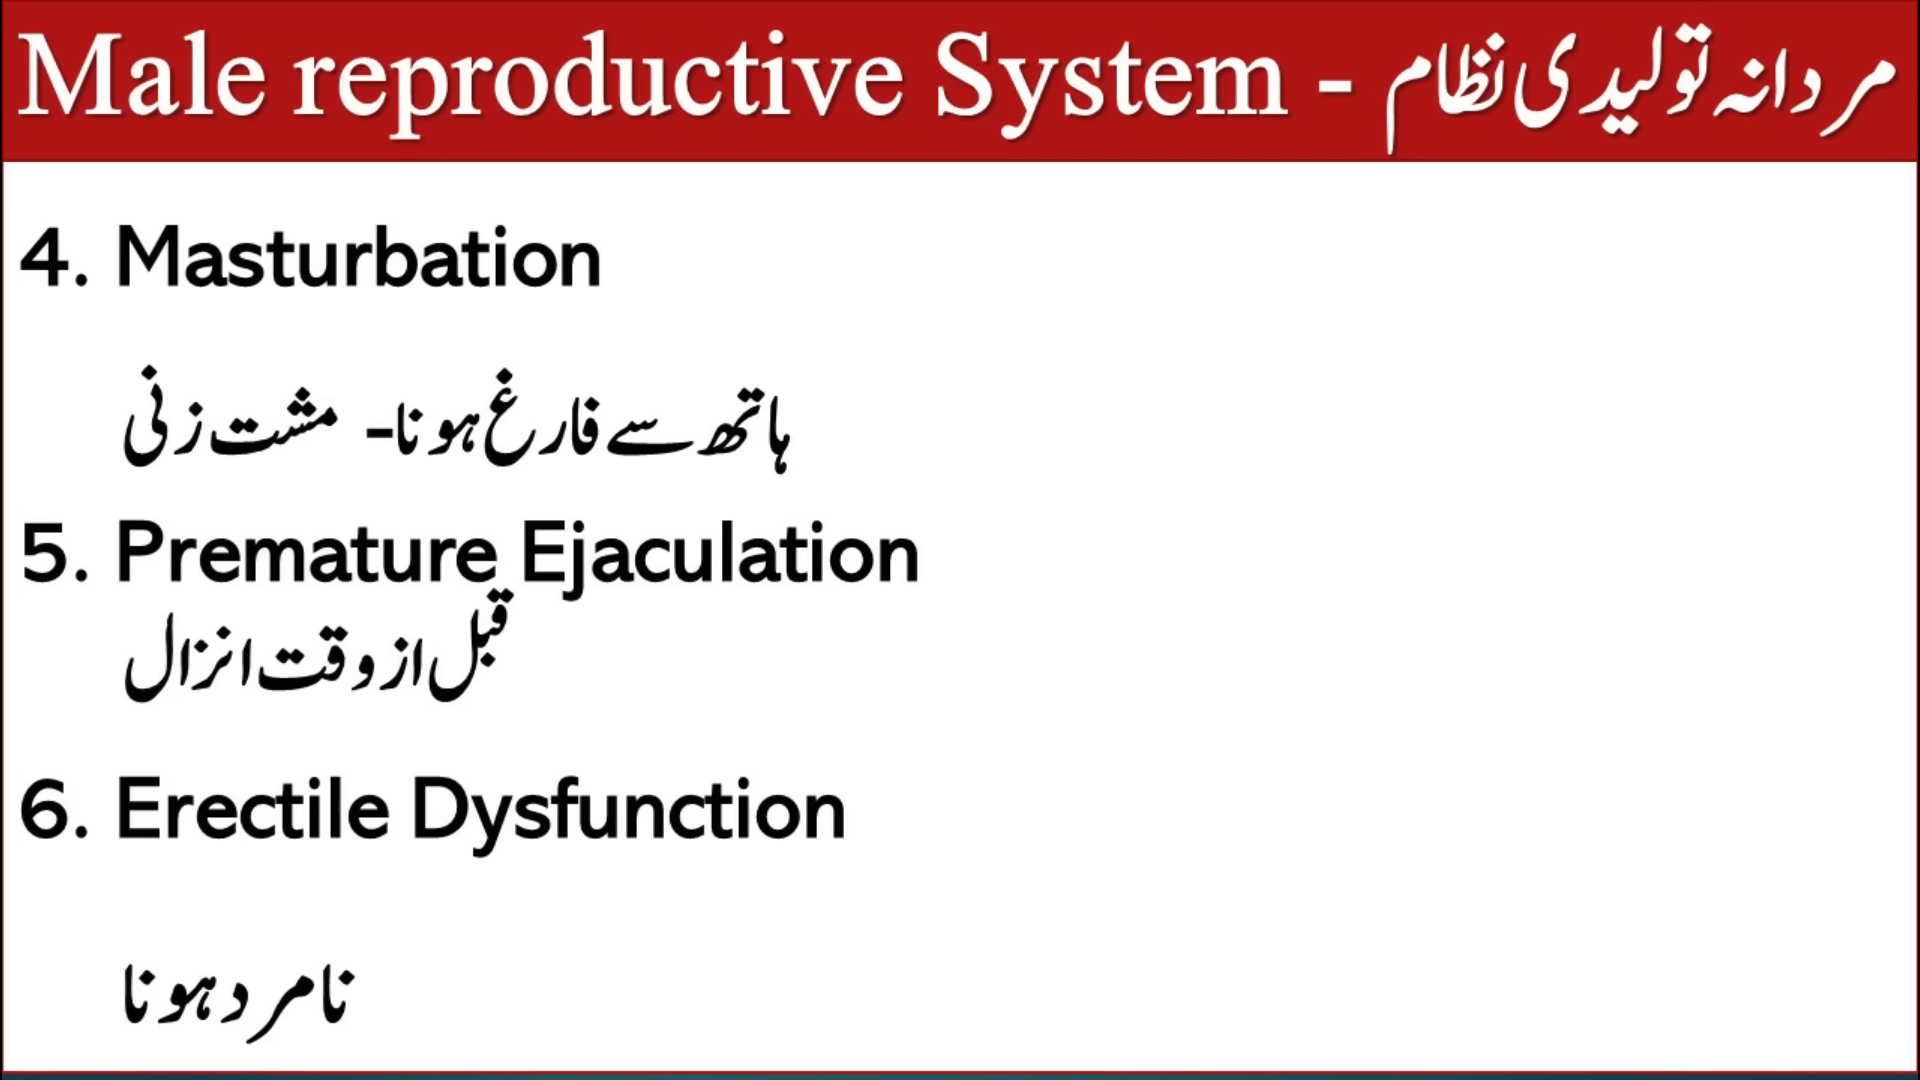 Male reproductive System - مردانہ تولیدی نظام
4. Masturbation
ہاتھ سے فارغ ہونا - مشت زنی
5. Premature Ejaculation
قبل از وقت انزال
6. Erectile Dysfunction
نامرد ہونا